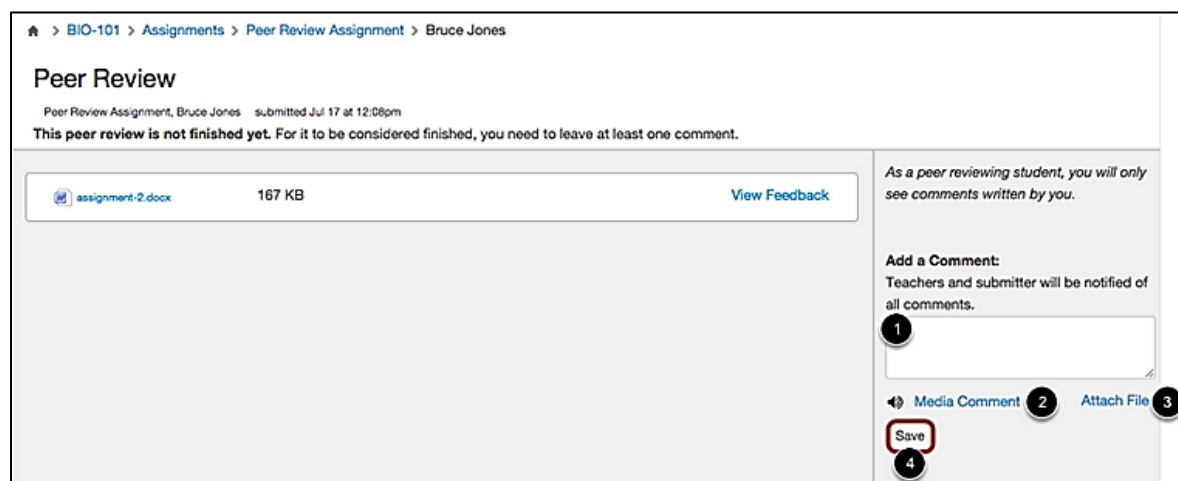 > BIO-101 > Assignments > Peer Review Assignment > Bruce Jones
Peer Review
Peer Review Assignment, Bruce Jones submitted Jul 17 at 12:08pm
This peer review is not finished yet. For it to be considered finished, you need to leave at least one comment.
assignment-2.docx 167 KB View Feedback
As a peer reviewing student, you will only
see comments written by you.
Add a Comment:
Teachers and submitter will be notified of
all comments.
1
Media Comment 2 Attach File 3
Save
4